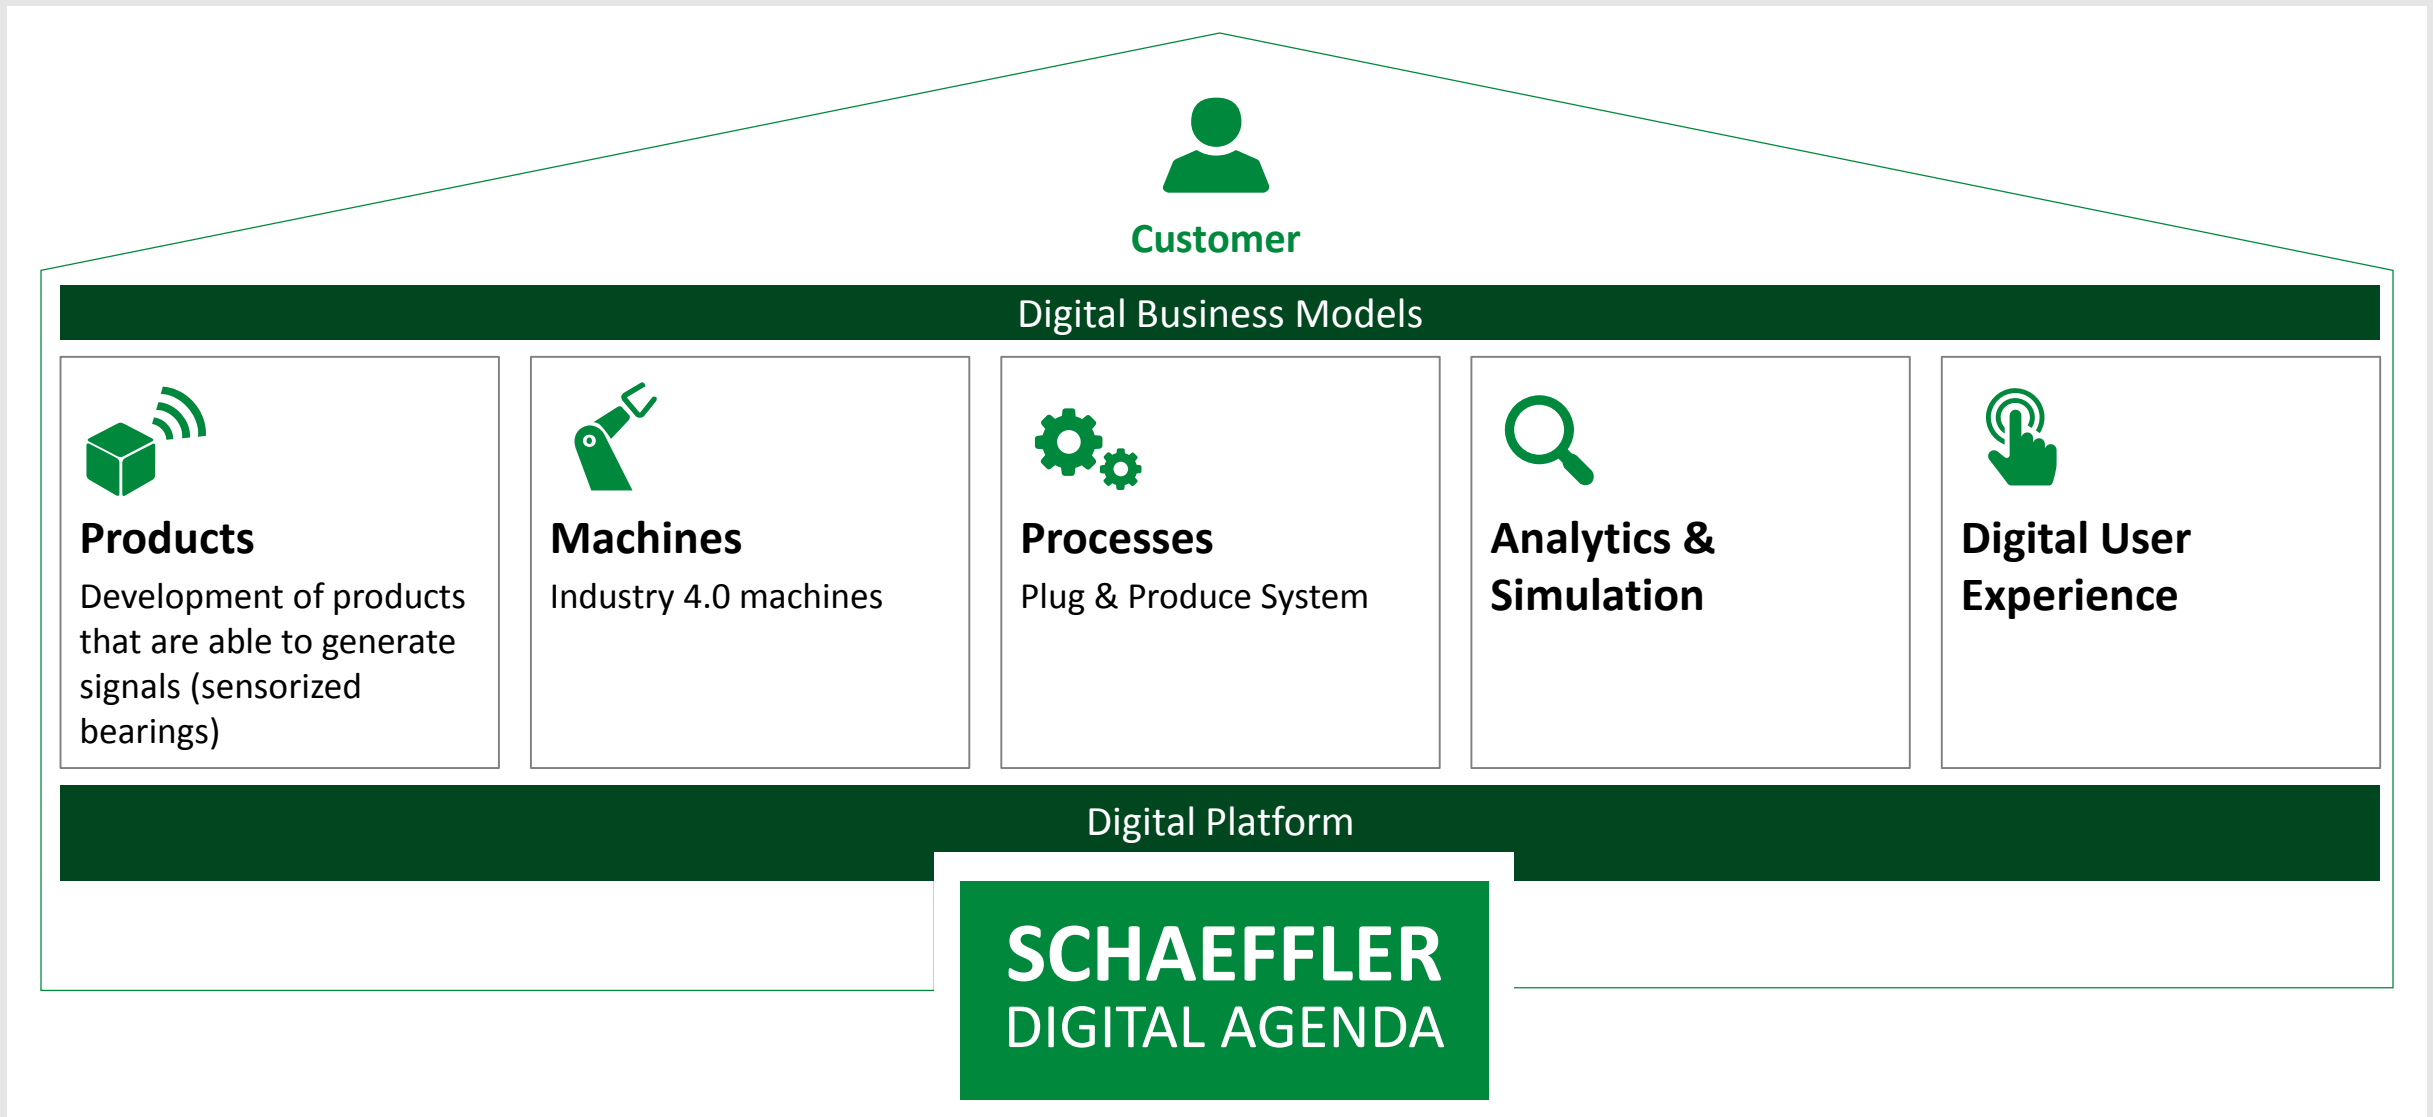 Customer
Digital Business Models
Products
Development of products
that are able to generate
signals (sensorized
bearings)
Machines
Industry 4.0 machines
Processes
Plug & Produce System
Analytics &
Simulation
Digital User
Experience
Digital Platform
SCHAEFFLER
DIGITAL AGENDA